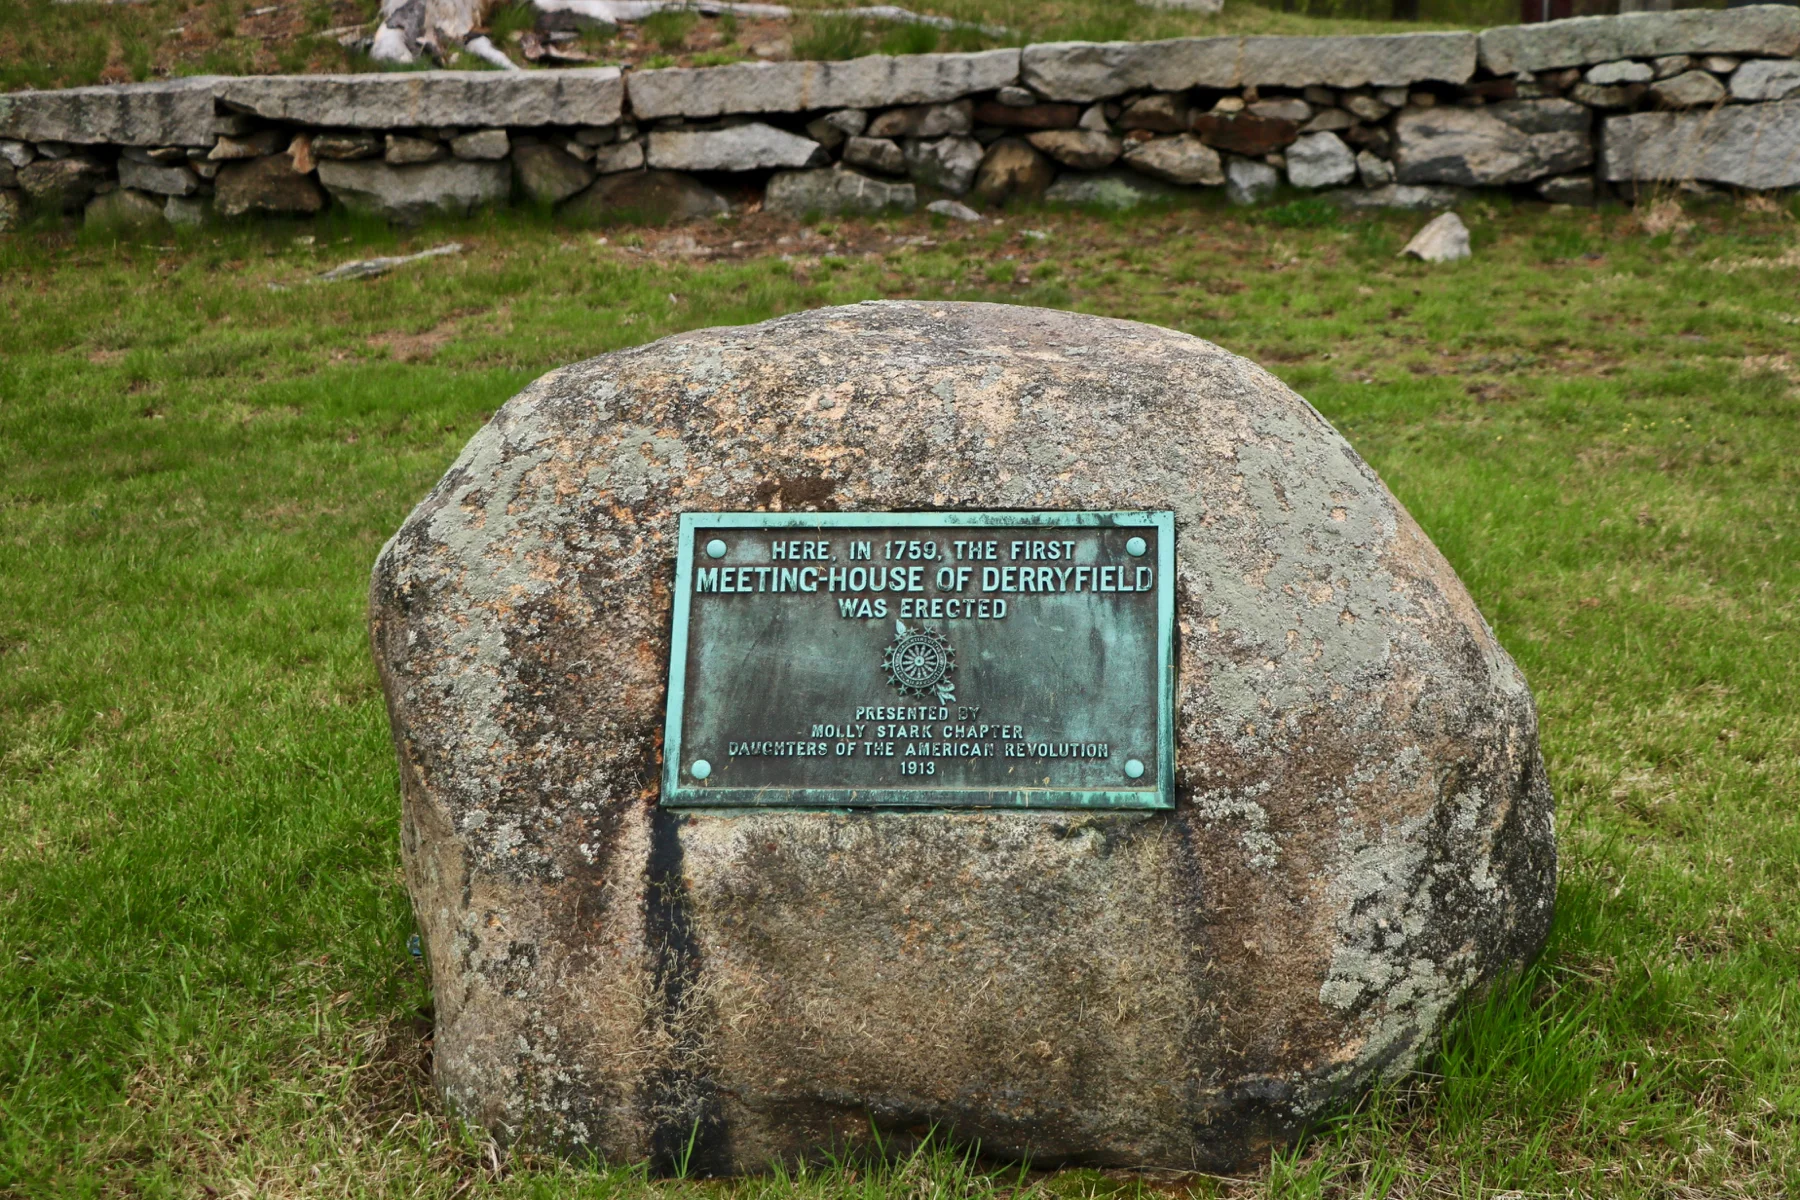 HERE, IN 1759, THE FIRST
MEETING-HOUSE OF DERRYFIELD
WAS ERECTED
PRESENTED BY
MOLLY STARK CHAPTER
DAUGHTERS OF THE AMERICAN REVOLUTION
1913